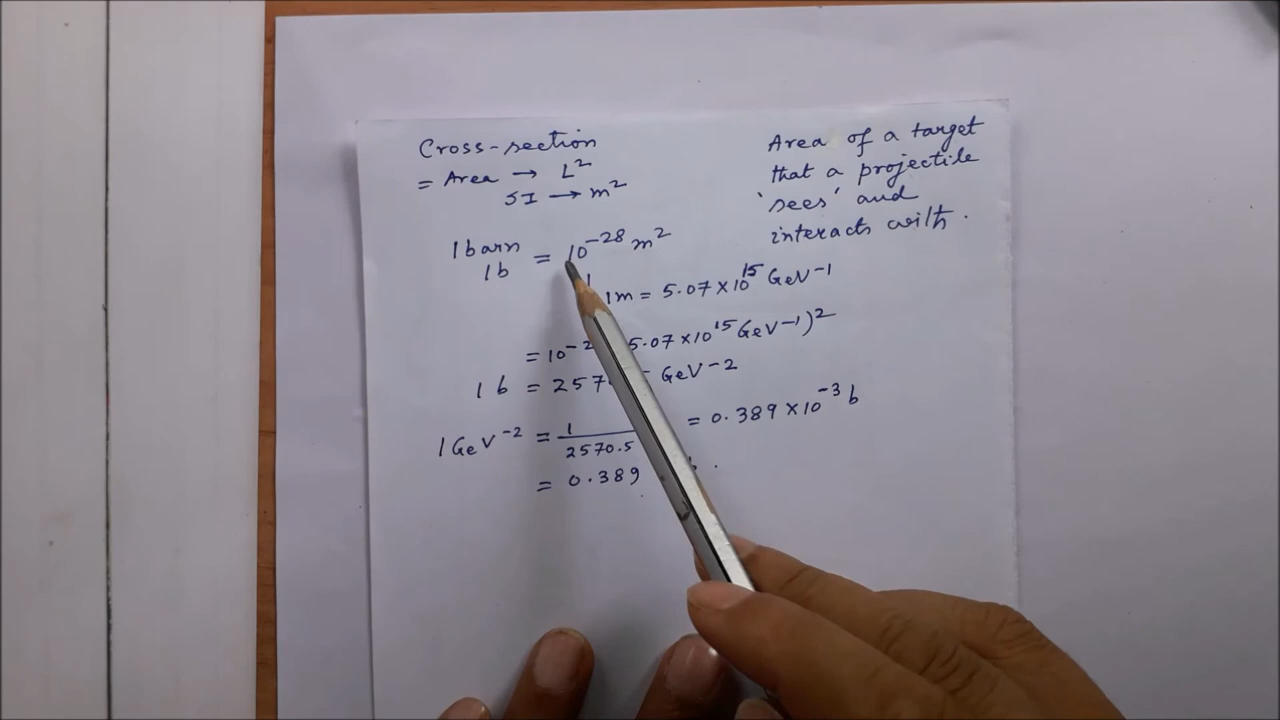 Cross-section
= Area → L²
SI → m²
Area of a target
that a projectile
'sees' and
interacts with.
1 barn
1 b = 10⁻²⁸ m²
1m = 5.07 × 10¹⁵ GeV⁻¹
= 10⁻² 5.07 × 10¹⁵ GeV⁻¹)²
1 b = 257 GeV⁻²
1 GeV⁻² = 1 / 2570.5 = 0.389 × 10⁻³ b
= 0.389